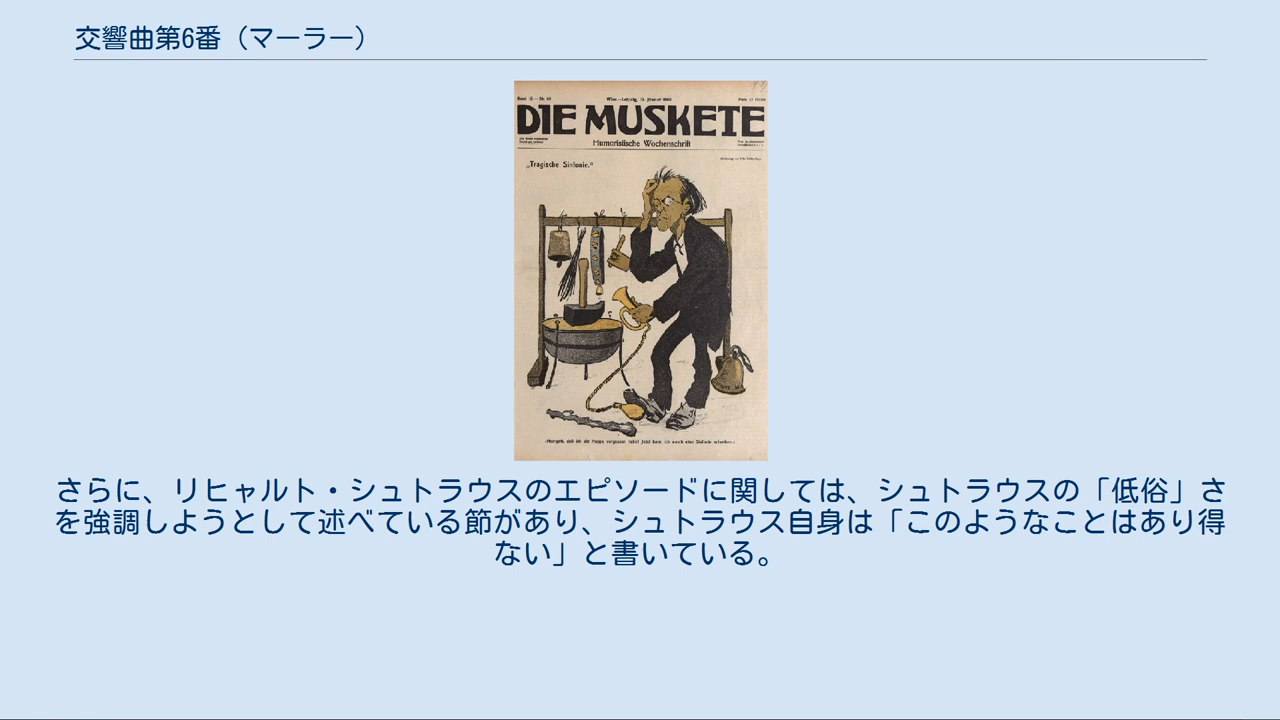 交響曲第6番（マーラー）
DIE MUSKETE
Humoristische Wochenschrift
„Tragische Sinfonie.“
さらに、リヒャルト・シュトラウスのエピソードに関しては、シュトラウスの「低俗」さ
を強調しようとして述べている節があり、シュトラウス自身は「このようなことはあり得
ない」と書いている。